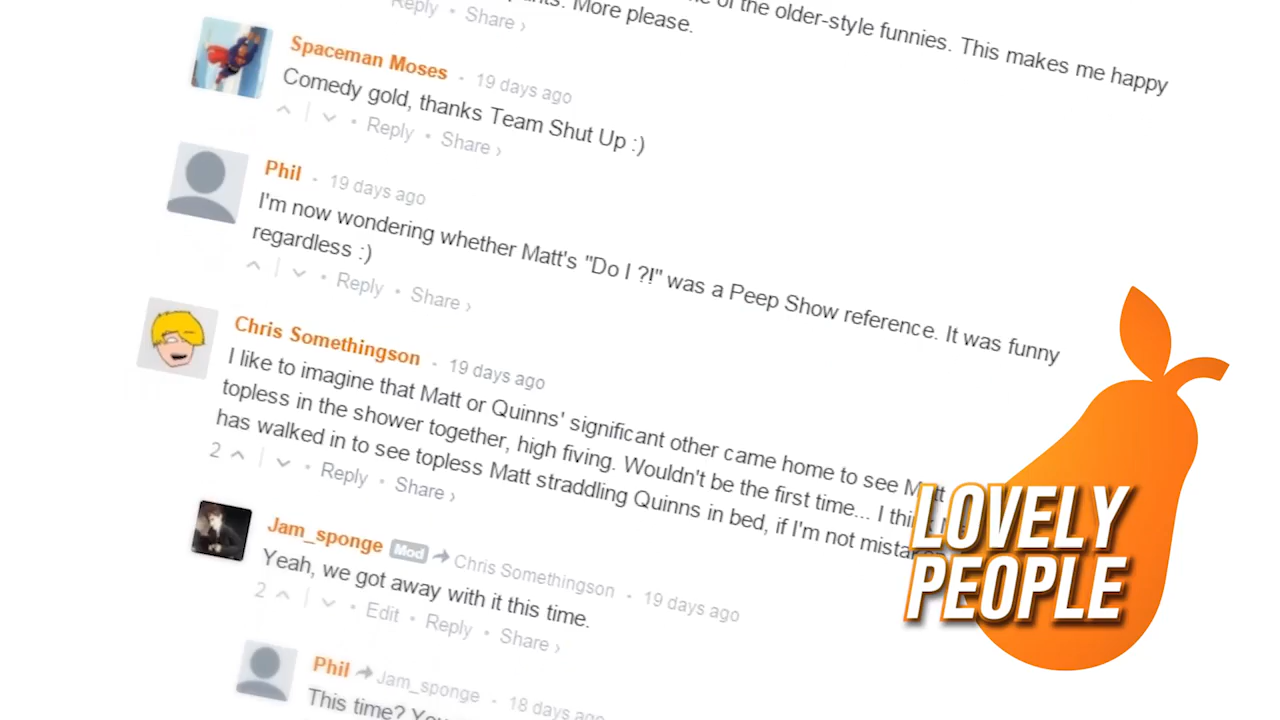 of the older-style funnies. This makes me happy
More please.
Reply • Share ›
Spaceman Moses • 19 days ago
Comedy gold, thanks Team Shut Up :)
Reply • Share ›
Phil • 19 days ago
I'm now wondering whether Matt's "Do I ?!" was a Peep Show reference. It was funny
regardless :)
Reply • Share ›
Chris Somethingson • 19 days ago
I like to imagine that Matt or Quinns' significant other came home to see Matt
topless in the shower together, high fiving. Wouldn't be the first time... I
has walked in to see topless Matt straddling Quinns in bed, if I'm not
2 • Reply • Share ›
Jam_sponge Mod Chris Somethingson • 19 days ago
Yeah, we got away with it this time.
2 • Edit • Reply • Share ›
Phil Jam_sponge • 18 days ago
This time?
LOVELY
PEOPLE